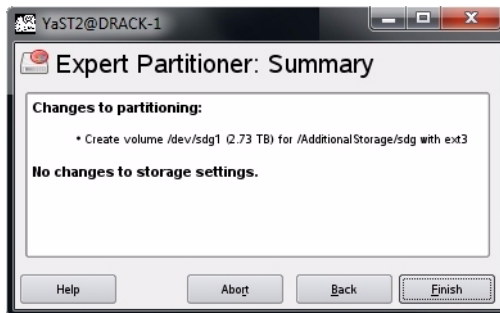 YaST2@DRACK-1
Expert Partitioner: Summary
Changes to partitioning:
• Create volume /dev/sdg1 (2.73 TB) for /AdditionalStorage/sdg with ext3
No changes to storage settings.
Help Abort Back Finish